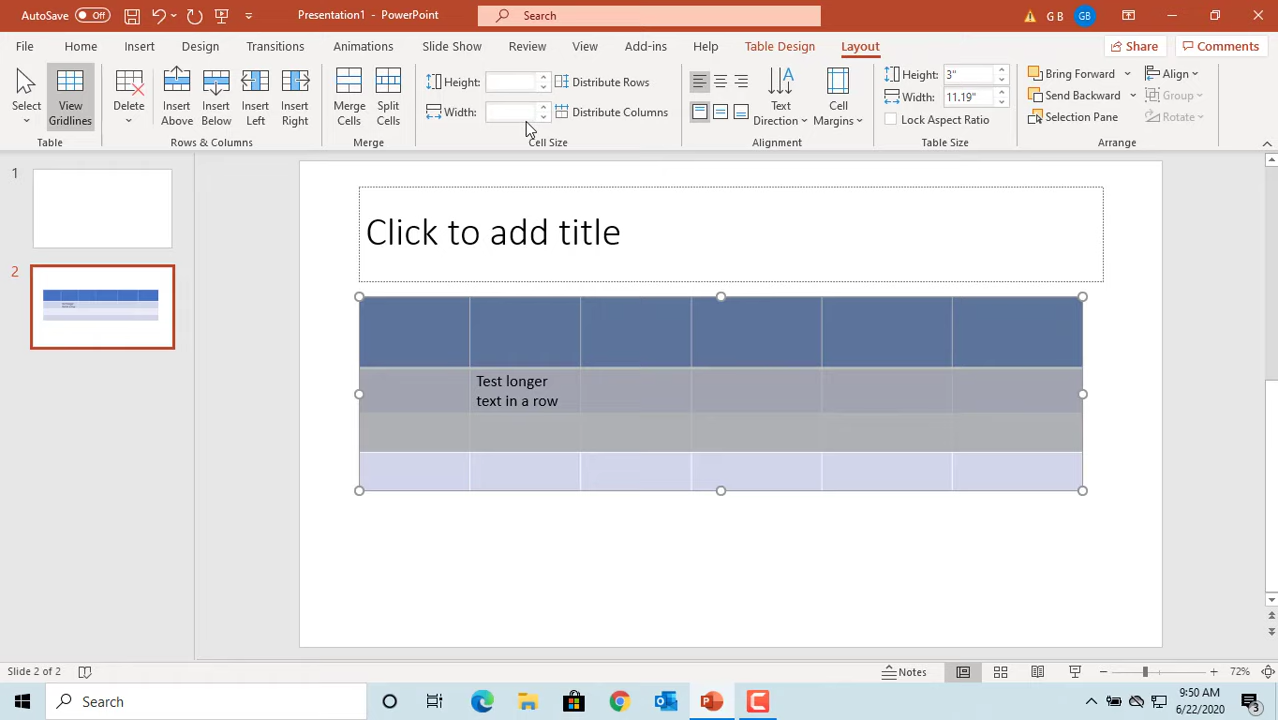 AutoSave Off Presentation1 - PowerPoint Search G B GB
File Home Insert Design Transitions Animations Slide Show Review View Add-ins Help Table Design Layout Share Comments
Select View Gridlines Delete Insert Above Insert Below Insert Left Insert Right Merge Cells Split Cells
Height: Distribute Rows
Width: Distribute Columns
Text Direction Cell Margins
Height: 3"
Width: 11.19"
Lock Aspect Ratio
Bring Forward Align
Send Backward Group
Selection Pane Rotate
Table Rows & Columns Merge Cell Size Alignment Table Size Arrange
1
2
Click to add title
Test longer
text in a row
Slide 2 of 2 Notes 72%
Search
9:50 AM
6/22/2020
3